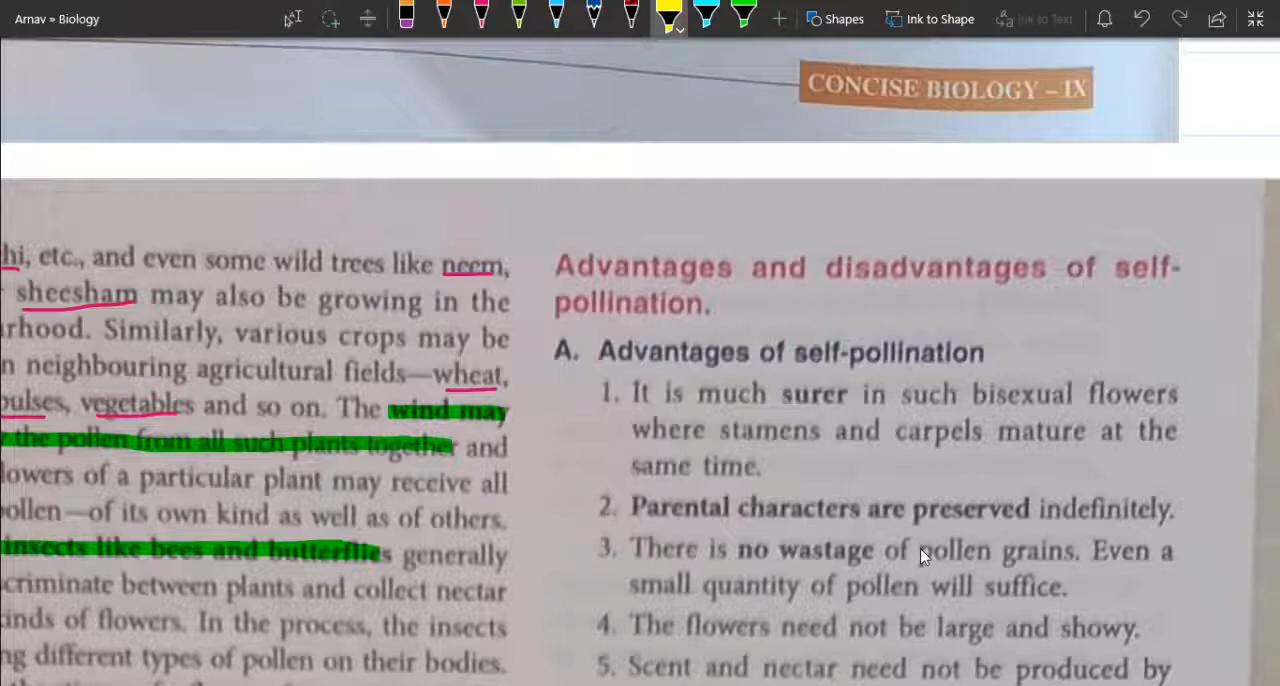 Arnav » Biology
Shapes
Ink to Shape
Ink to Text
CONCISE BIOLOGY – IX
hi, etc., and even some wild trees like neem,
sheesham may also be growing in the
rhood. Similarly, various crops may be
n neighbouring agricultural fields—wheat,
pulses, vegetables and so on. The wind may
y the pollen from all such plants together and
lowers of a particular plant may receive all
ollen—of its own kind as well as of others.
insects like bees and butterflies generally
criminate between plants and collect nectar
inds of flowers. In the process, the insects
ng different types of pollen on their bodies.
Advantages and disadvantages of self-
pollination.
A. Advantages of self-pollination
1. It is much surer in such bisexual flowers
where stamens and carpels mature at the
same time.
2. Parental characters are preserved indefinitely.
3. There is no wastage of pollen grains. Even a
small quantity of pollen will suffice.
4. The flowers need not be large and showy.
5. Scent and nectar need not be produced by